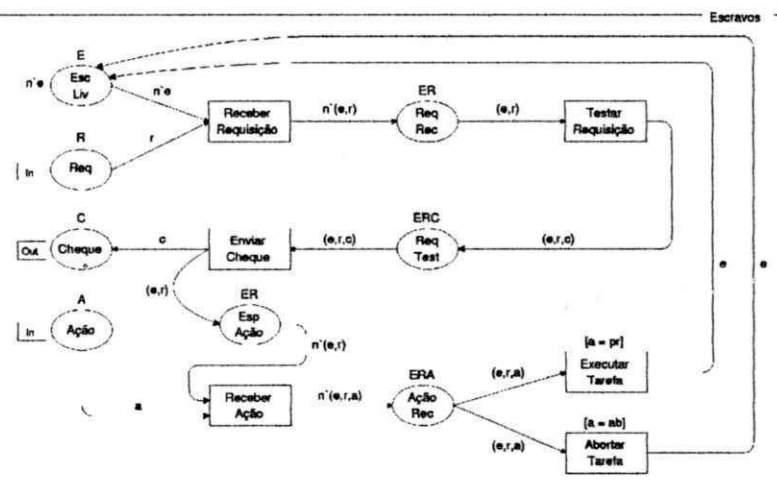 Escravos
E
n`e
Esc
Liv
n`e
R
r
In
Req
Receber
Requisição
n`(e,r)
ER
Req
Rec
(e,r)
Testar
Requisição
C
Out
Cheque
c
Enviar
Cheque
(e,r,c)
ERC
Req
Test
(e,r,c)
e
e
(e,r)
ER
Esp
Ação
A
In
Ação
n`(e,r)
a
Receber
Ação
n`(e,r,a)
ERA
Ação
Rec
(e,r,a)
[a = pr]
Executar
Tarefa
(e,r,a)
[a = ab]
Abortar
Tarefa